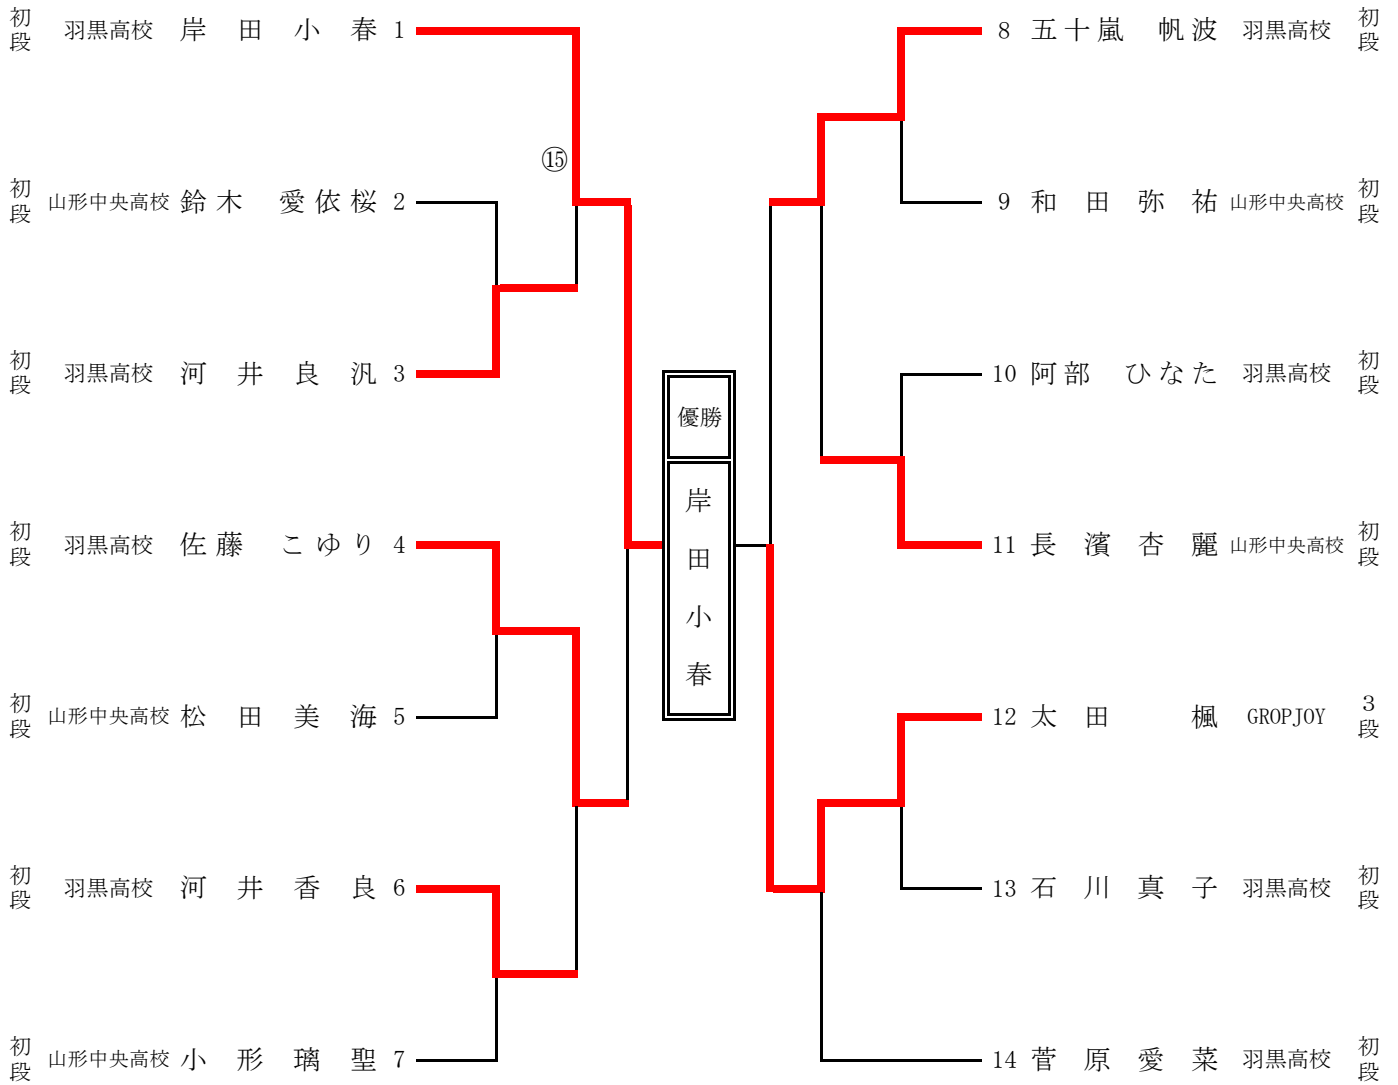 初段 羽黒高校 岸田小春 1
⑮
初段 山形中央高校 鈴木 愛依桜 2
初段 羽黒高校 河井良汎 3
初段 羽黒高校 佐藤 こゆり 4
初段 山形中央高校 松田美海 5
初段 羽黒高校 河井香良 6
初段 山形中央高校 小形璃聖 7
優勝
岸田小春
8 五十嵐 帆波 羽黒高校 初段
9 和田弥祐 山形中央高校 初段
10 阿部 ひなた 羽黒高校 初段
11 長濱杏麗 山形中央高校 初段
12 太田 楓 GROPJOY 3段
13 石川真子 羽黒高校 初段
14 菅原愛菜 羽黒高校 初段